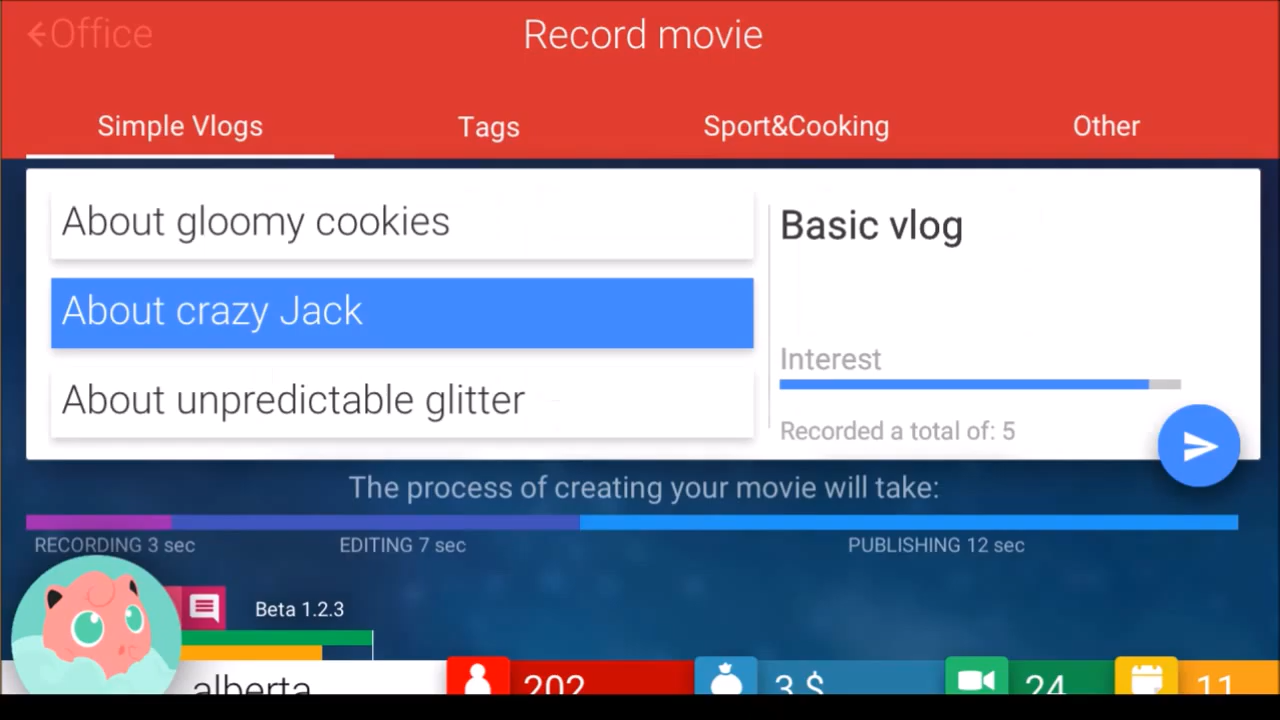 Office
Record movie
Simple Vlogs
Tags
Sport&Cooking
Other
About gloomy cookies
About crazy Jack
About unpredictable glitter
Basic vlog
Interest
Recorded a total of: 5
The process of creating your movie will take:
RECORDING 3 sec
EDITING 7 sec
PUBLISHING 12 sec
Beta 1.2.3
alberta
202
3 $
24
11